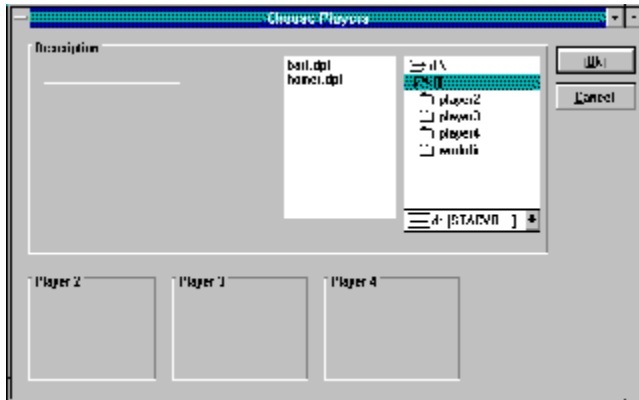 Choose Players
Description
bart.dpl
homer.dpl
d:\
player2
player3
player4
Ok
Cancel
Player 2
Player 3
Player 4